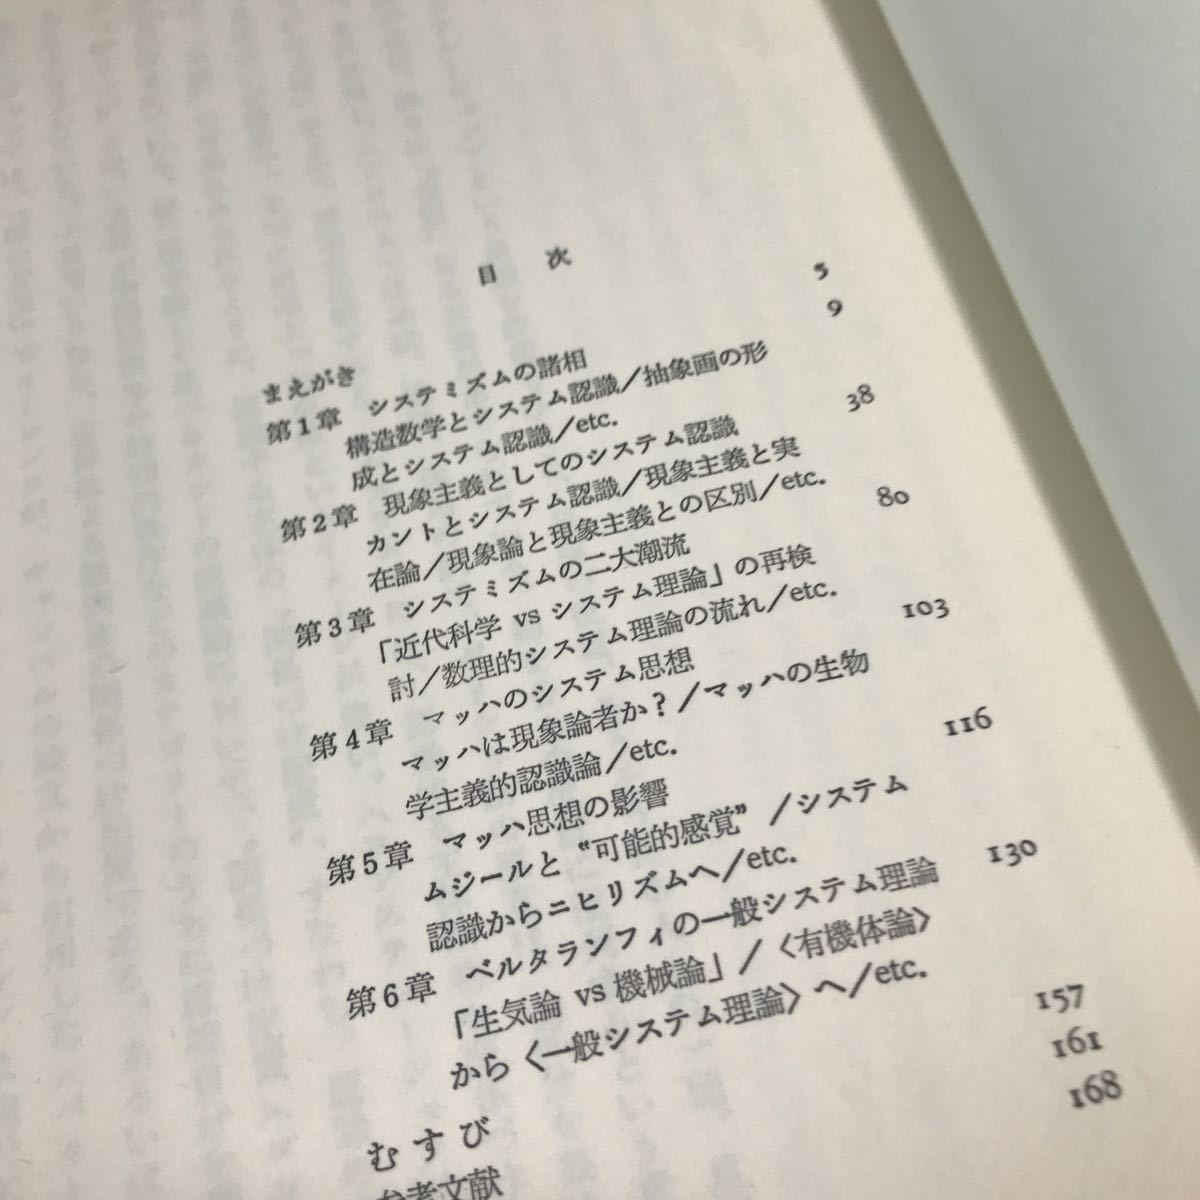 目次
まえがき 5
第1章 システミズムの諸相 9
構造数学とシステム認識／抽象画の形
成とシステム認識／etc.
第2章 現象主義としてのシステム認識 38
カントとシステム認識／現象主義と実
在論／現象論と現象主義との区別／etc.
第3章 システミズムの二大潮流 80
「近代科学 vs システム理論」の再検
討／数理的システム理論の流れ／etc.
第4章 マッハのシステム思想 103
マッハは現象論者か？／マッハの生物
学主義的認識論／etc.
第5章 マッハ思想の影響 116
ムジールと“可能的感覚”／システム
認識からニヒリズムへ／etc.
第6章 ベルタランフィの一般システム理論 130
「生気論 vs 機械論」／〈有機体論〉
から〈一般システム理論〉へ／etc.
むすび 157
参考文献 161
168